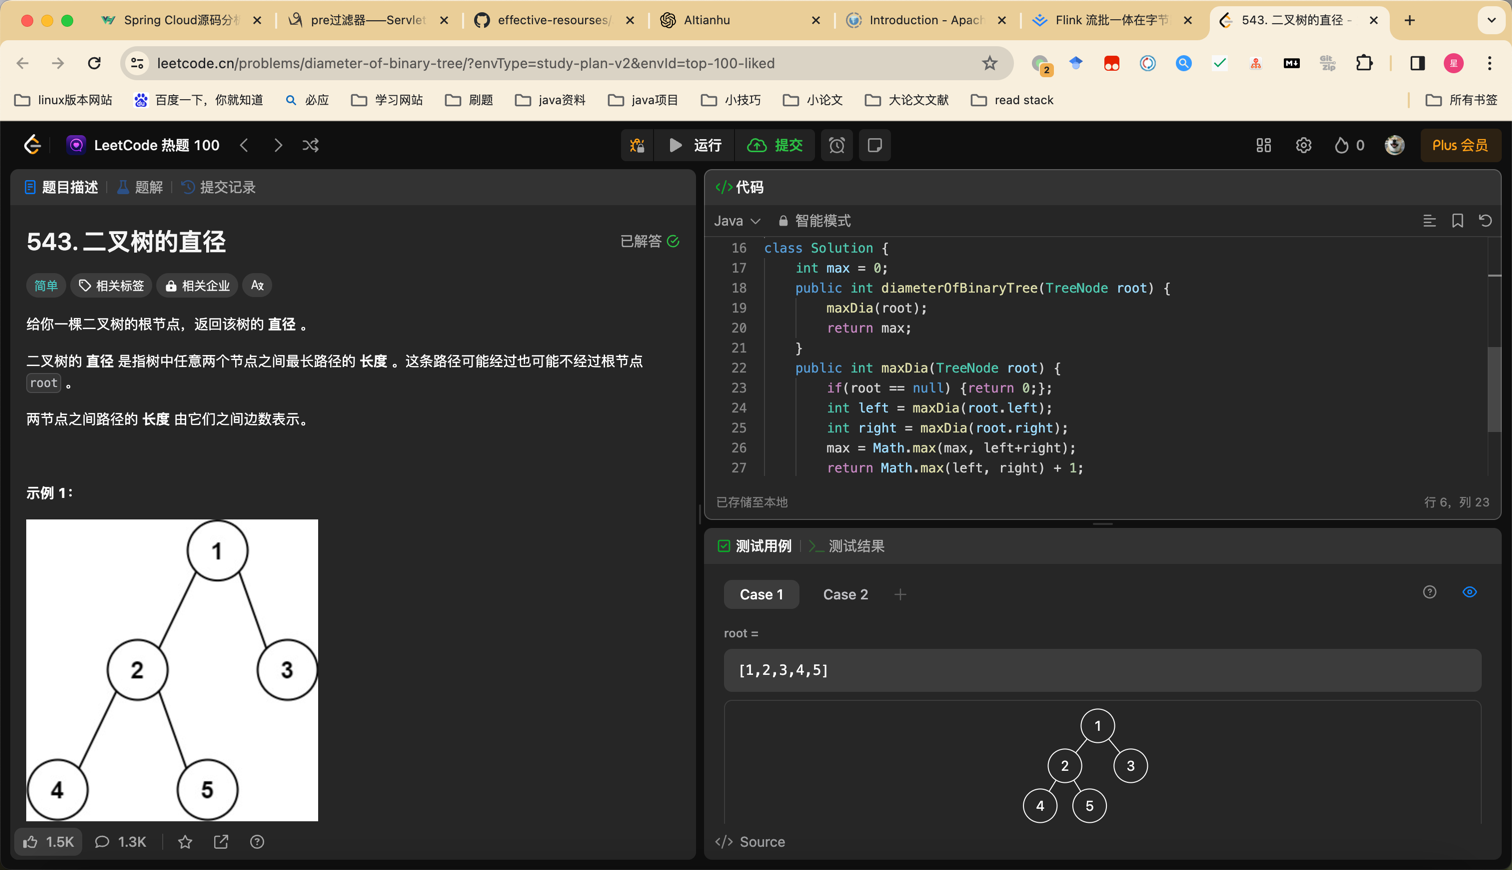 Spring Cloud源码分
pre过滤器——Servlet
effective-resourses/
AItianhu
Introduction - Apach
Flink 流批一体在字节
543. 二叉树的直径 -
leetcode.cn/problems/diameter-of-binary-tree/?envType=study-plan-v2&envId=top-100-liked
2
Git
zip
星
linux版本网站
百度一下，你就知道
必应
学习网站
刷题
java资料
java项目
小技巧
小论文
大论文文献
read stack
所有书签
LeetCode 热题 100
运行
提交
0
Plus 会员
题目描述
题解
提交记录
543. 二叉树的直径
已解答
简单
相关标签
相关企业
给你一棵二叉树的根节点，返回该树的 直径 。
二叉树的 直径 是指树中任意两个节点之间最长路径的 长度 。这条路径可能经过也可能不经过根节点
root 。
两节点之间路径的 长度 由它们之间边数表示。
示例 1：
1
2
3
4
5
1.5K
1.3K
</> 代码
Java
智能模式
16 class Solution {
17 int max = 0;
18 public int diameterOfBinaryTree(TreeNode root) {
19 maxDia(root);
20 return max;
21 }
22 public int maxDia(TreeNode root) {
23 if(root == null) {return 0;};
24 int left = maxDia(root.left);
25 int right = maxDia(root.right);
26 max = Math.max(max, left+right);
27 return Math.max(left, right) + 1;
已存储至本地
行 6，列 23
测试用例
测试结果
Case 1
Case 2
root =
[1,2,3,4,5]
1
2
3
4
5
</> Source